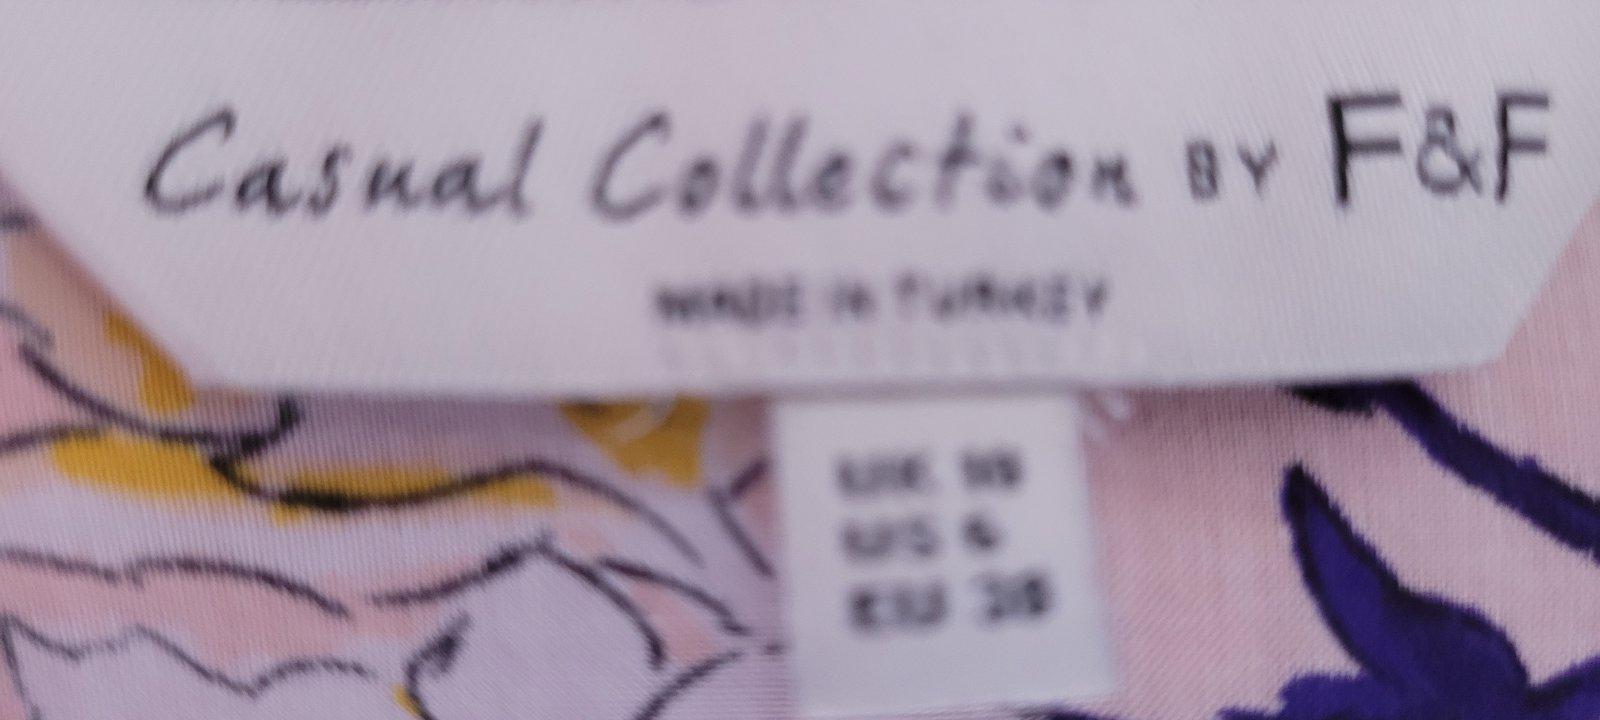 Casual Collection BY F&F
MADE IN TURKEY
UK 10
US 6
EU 38